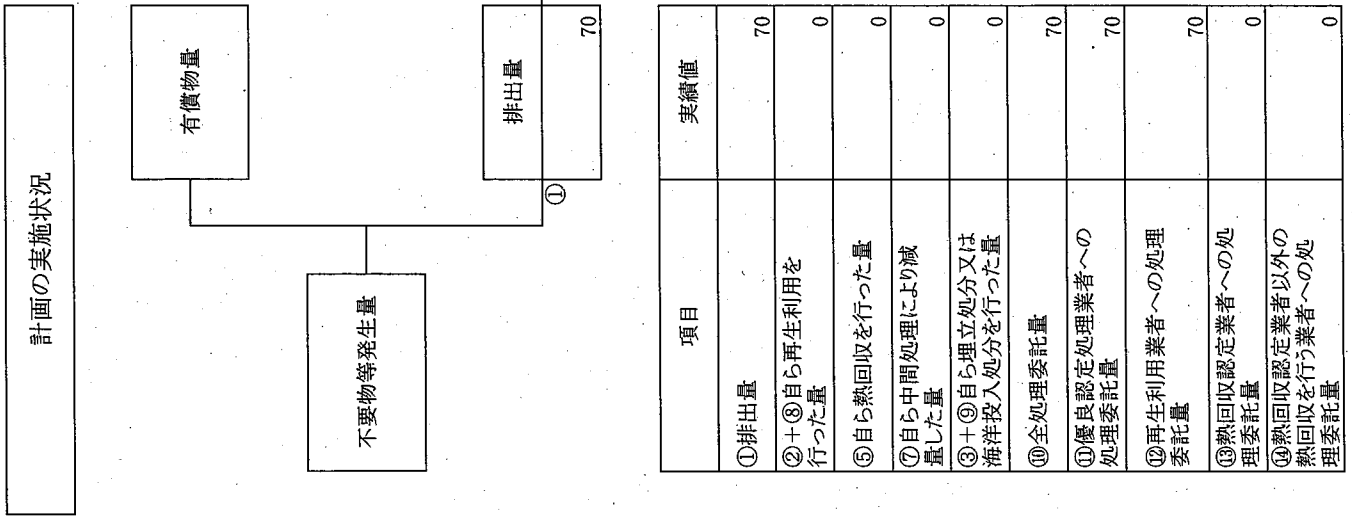 計画の実施状況
有償物量
不要物等発生量
排出量
①
70
項目
実績値
①排出量
70
②+⑧自ら再生利用を
行った量
0
⑤自ら熱回収を行った量
0
⑦自ら中間処理により減
量した量
0
③+⑨自ら埋立処分又は
海洋投入処分を行った量
0
⑩全処理委託量
70
⑪優良認定処理業者への
処理委託量
70
⑫再生利用業者への処理
委託量
70
⑬熱回収認定業者への処
理委託量
0
⑭熱回収認定業者以外の
熱回収を行う業者への処
理委託量
0